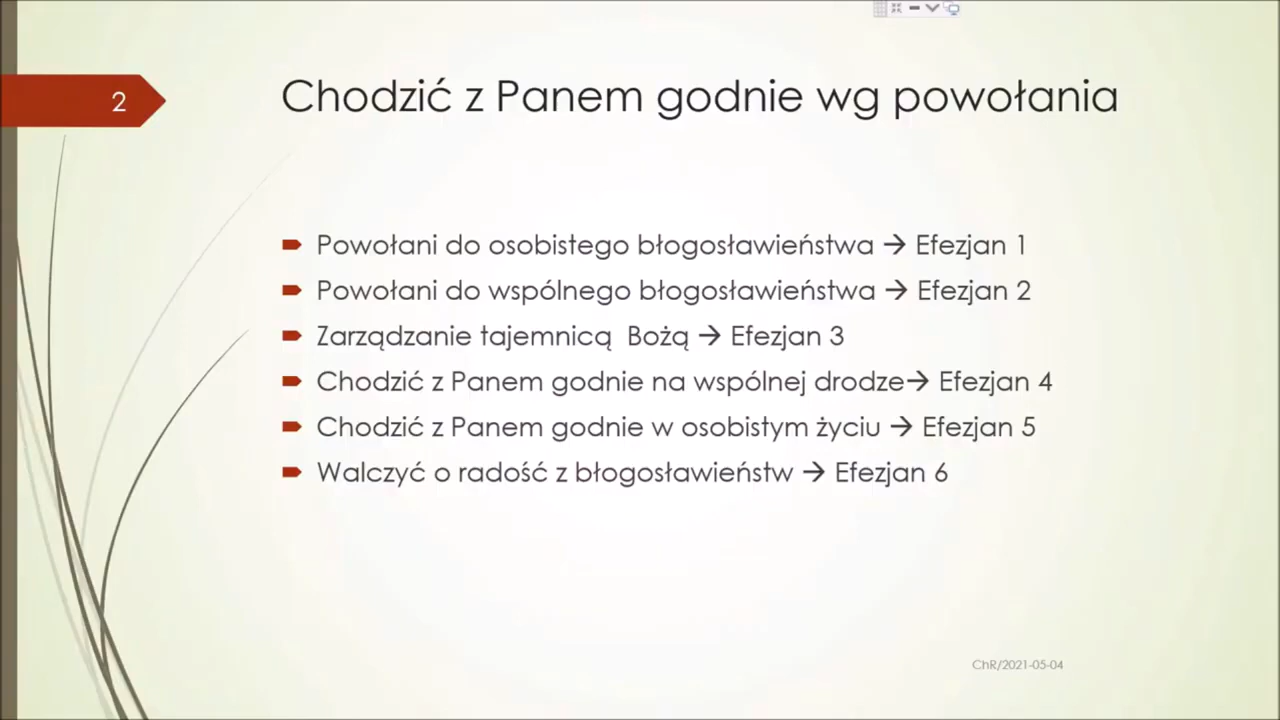 2
Chodzić z Panem godnie wg powołania
Powołani do osobistego błogosławieństwa → Efezjan 1
Powołani do wspólnego błogosławieństwa → Efezjan 2
Zarządzanie tajemnicą  Bożą → Efezjan 3
Chodzić z Panem godnie na wspólnej drodze→ Efezjan 4
Chodzić z Panem godnie w osobistym życiu → Efezjan 5
Walczyć o radość z błogosławieństw → Efezjan 6
ChR/2021-05-04